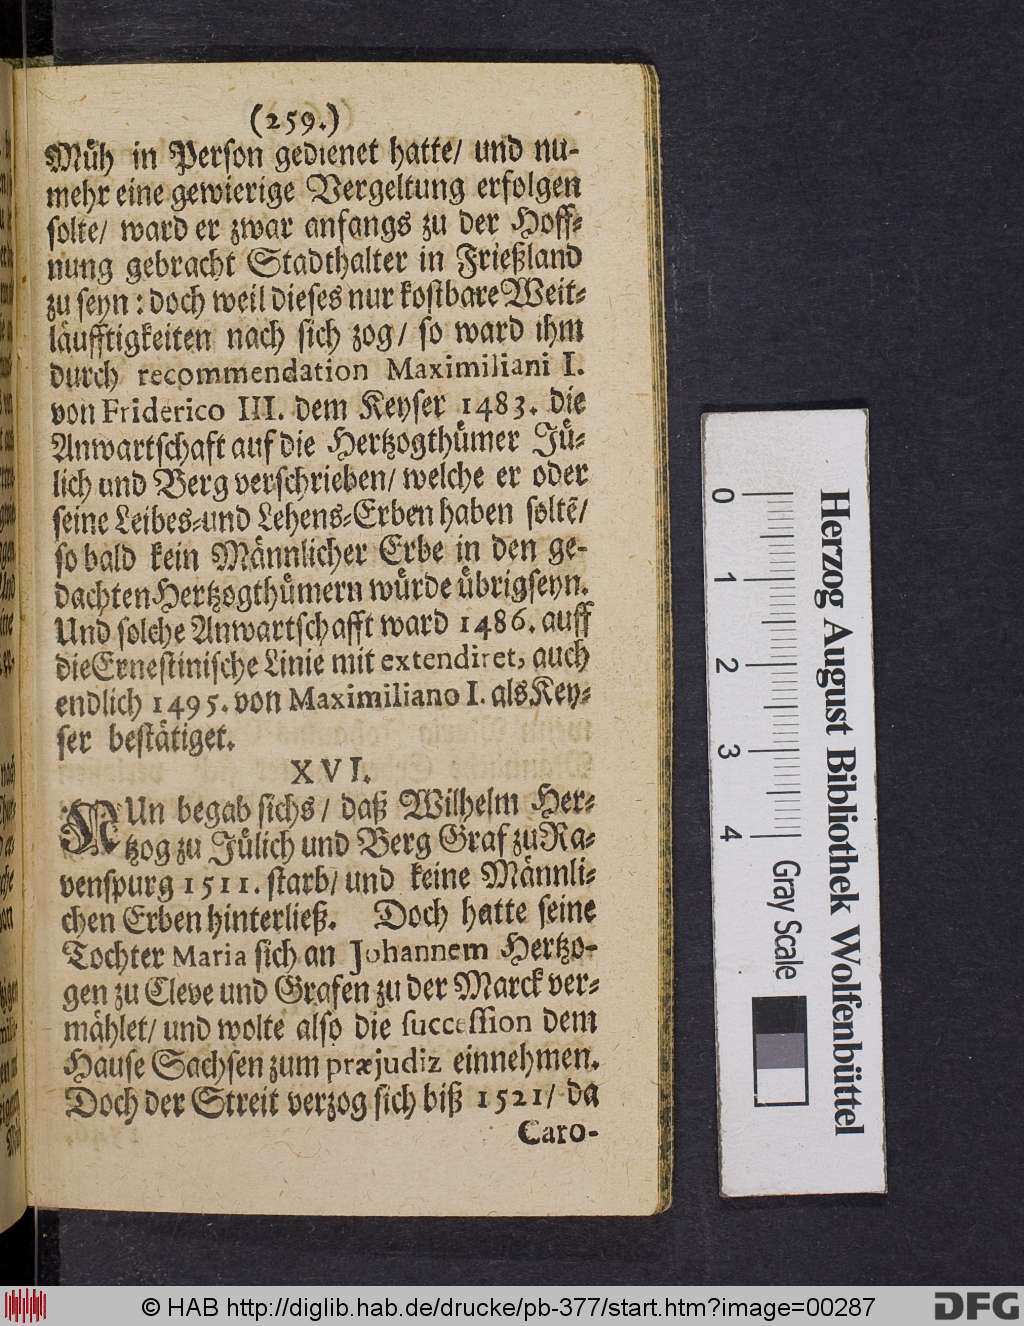 (259.)
Mühr in Person gedienet hatte/ und nu-
mehr eine gewierige Vergeltung erfolgen
solte/ ward er zwar anfangs zu der Hoff-
nung gebracht Stadthalter in Frießland
zu seyn: doch weil dieses nur kostbare Weit-
läufftigkeiten nach sich zog/ so ward ihm
durch recommendation Maximiliani I.
von Friderico III. dem Keyser 1483. die
Anwartschaft auf die Hertzogthümer Jü-
lich und Berg verschrieben/ welche er oder
seine Leibes-und Lehens-Erben haben soltē/
so bald kein Männlicher Erbe in den ge-
dachten Hertzogthümern würde übrig seyn.
Und solche Anwartschafft ward 1486. auff
die Ernestinische Linie mit extendiret, auch
endlich 1495. von Maximiliano I. als Key-
ser bestätiget.
XVI.
NUn begab sichs/ daß Wilhelm Her-
tzog zu Jülich und Berg Graf zu Ra-
venspurg 1511. starb/ und keine Männli-
chen Erben hinterließ. Doch hatte seine
Tochter Maria sich an Johannem Hertzo-
gen zu Cleve und Grafen zu der Marck ver-
mählet/ und wolte also die succession dem
Hause Sachsen zum præjudiz einnehmen.
Doch der Streit verzog sich biß 1521/ da
Caro-
0
1
2
3
4
Gray Scale
Herzog August Bibliothek Wolfenbüttel
© HAB http://diglib.hab.de/drucke/pb-377/start.htm?image=00287
DFG